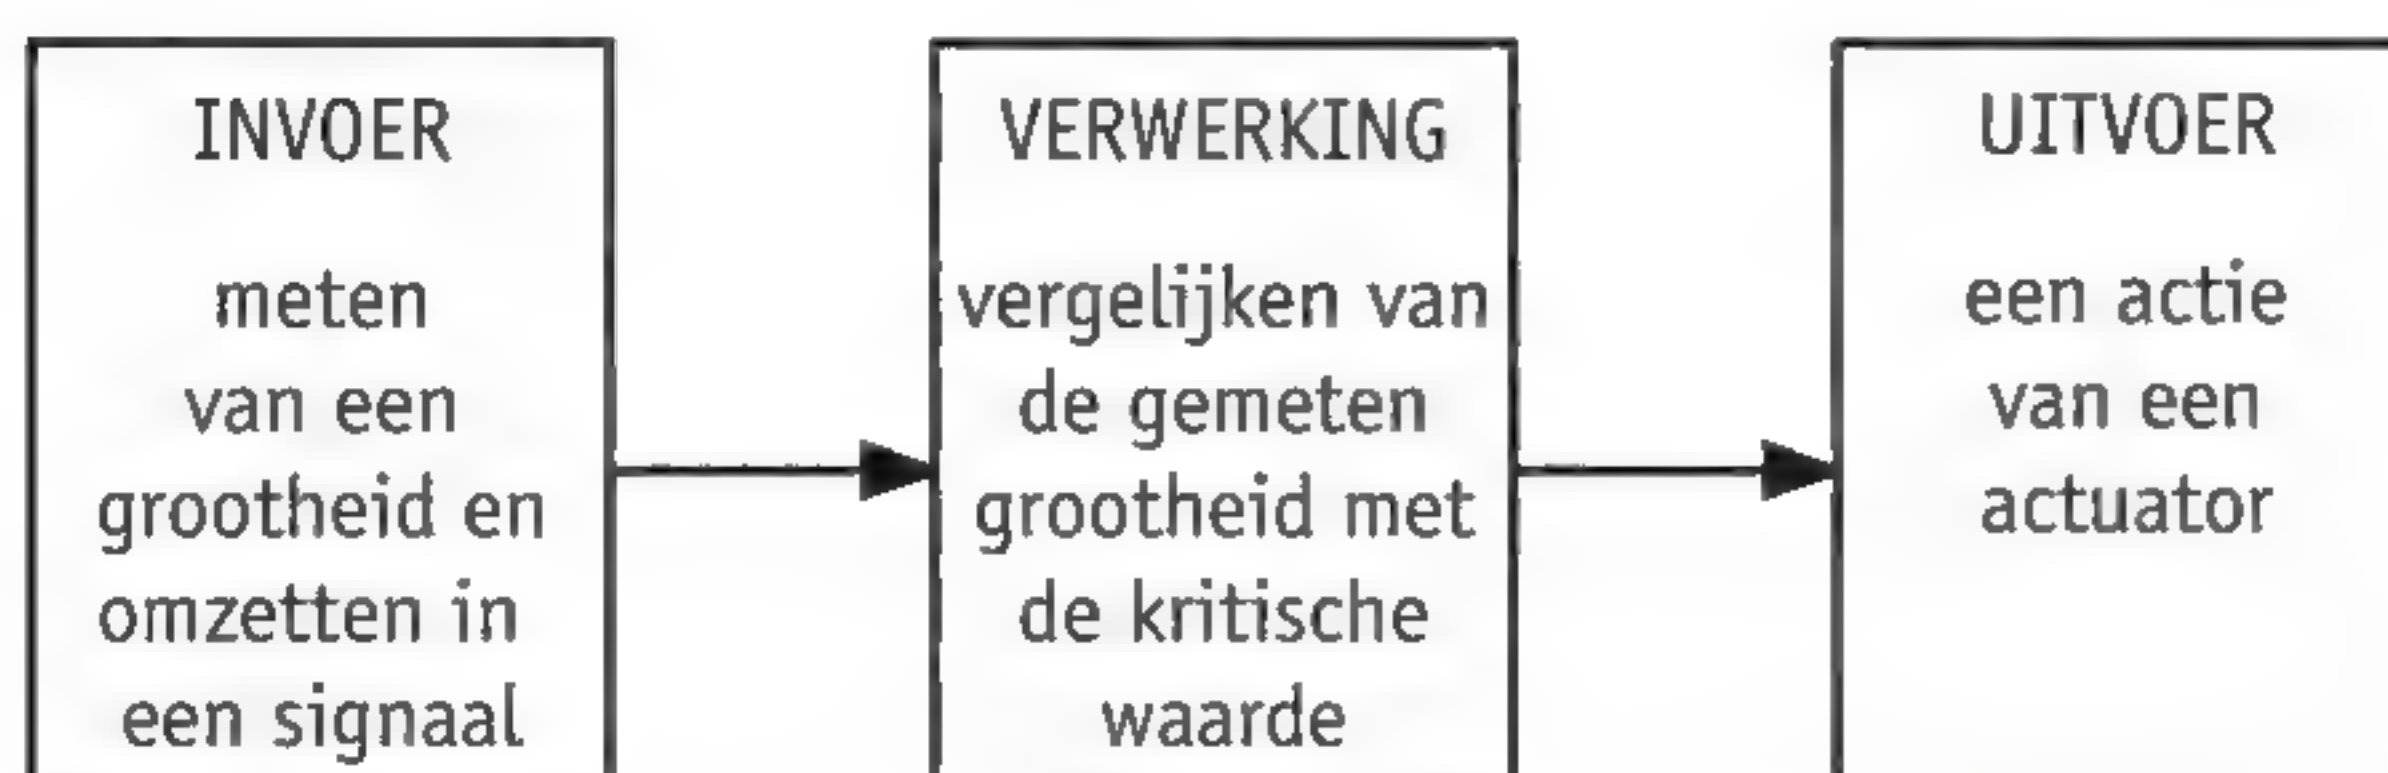 INVOER
meten
van een
grootheid en
omzetten in
een signaal
VERWERKING
vergelijken van
de gemeten
grootheid met
de kritische
waarde
UITVOER
een actie
van een
actuator